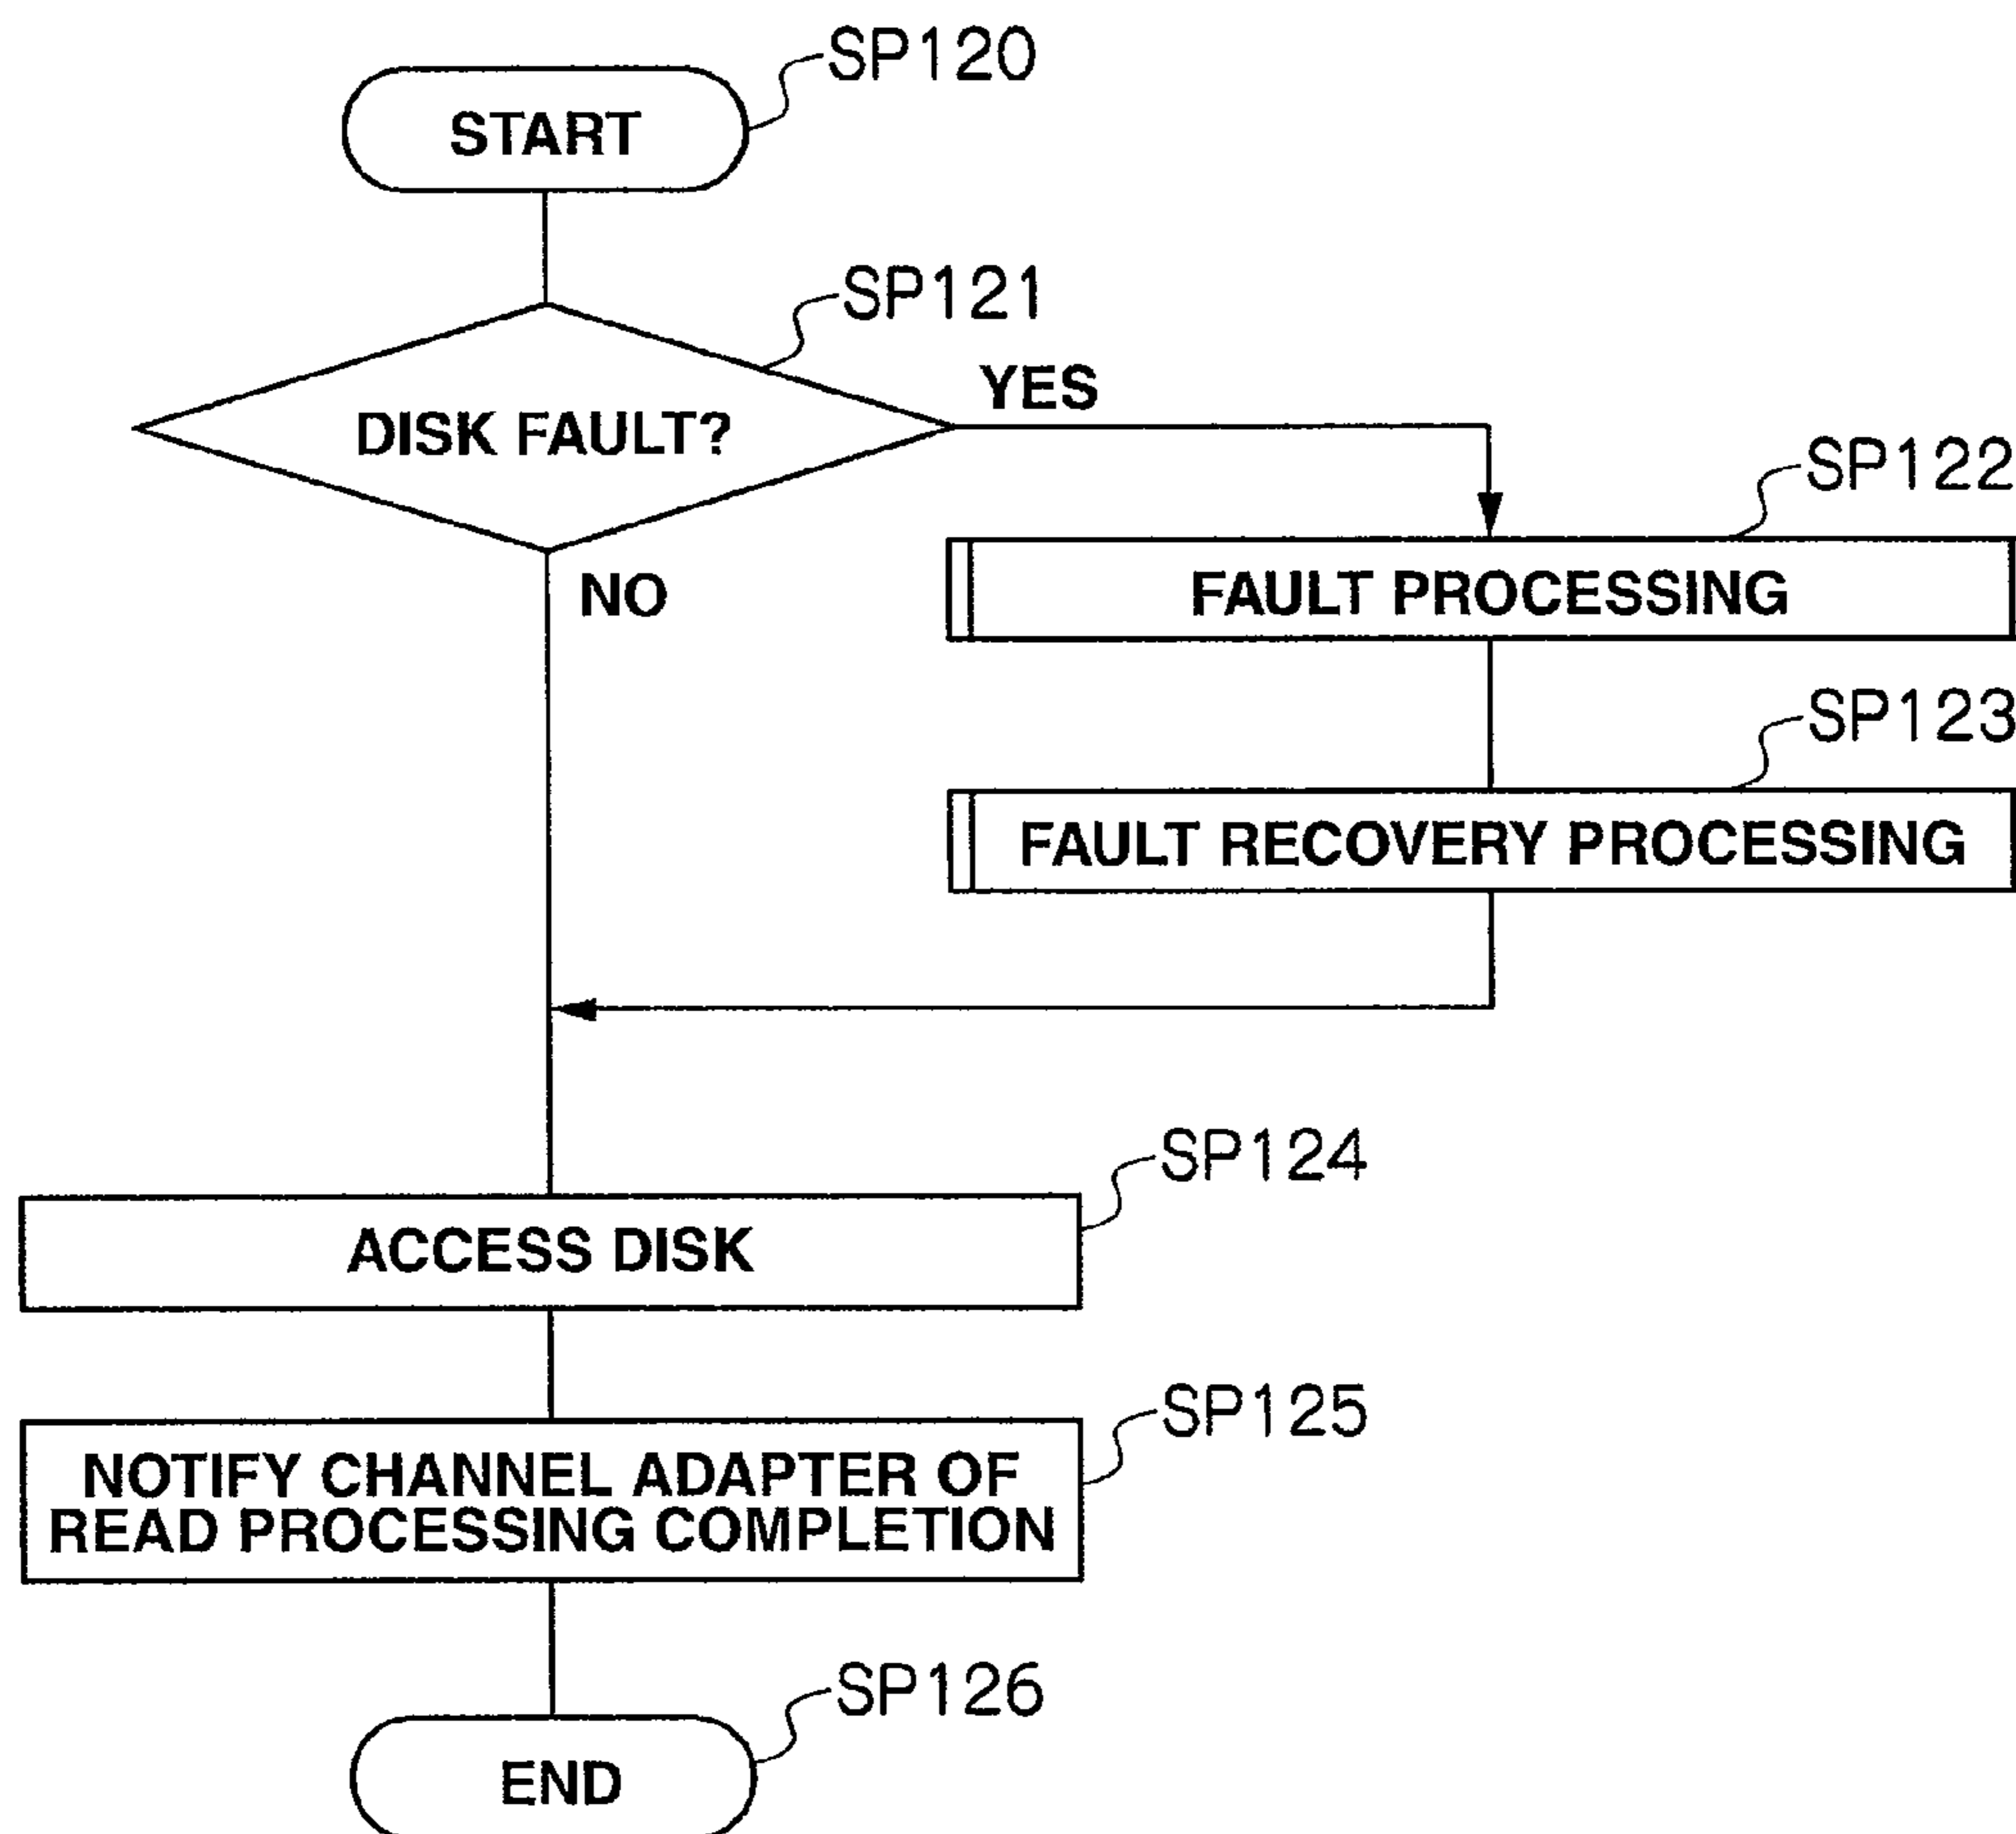 SP120
START
SP121
DISK FAULT?
YES
NO
SP122
FAULT PROCESSING
SP123
FAULT RECOVERY PROCESSING
SP124
ACCESS DISK
SP125
NOTIFY CHANNEL ADAPTER OF
READ PROCESSING COMPLETION
SP126
END